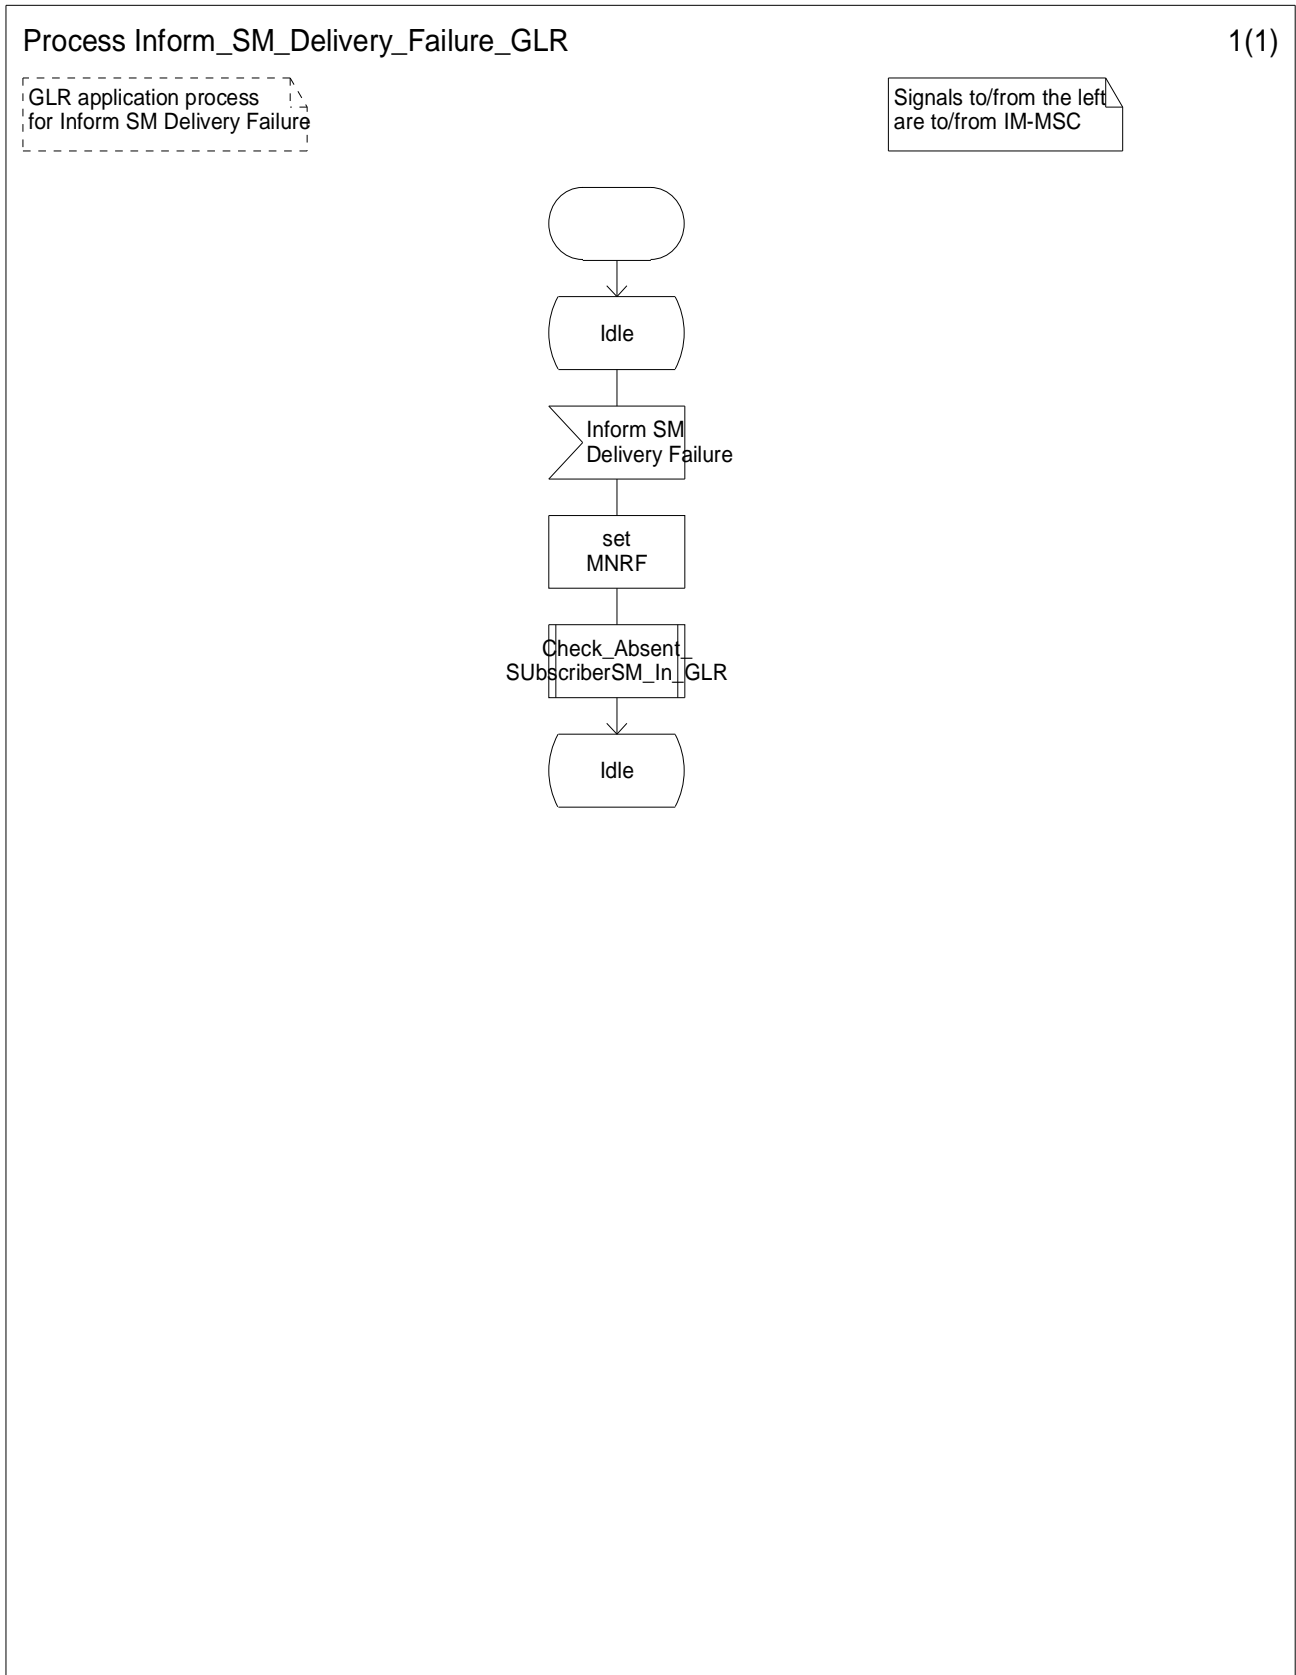 Process Inform_SM_Delivery_Failure_GLR
1(1)
GLR application process
for Inform SM Delivery Failure
Signals to/from the left
are to/from IM-MSC
Idle
Inform SM
Delivery Failure
set
MNRF
Check_Absent_
SUbscriberSM_In_GLR
Idle